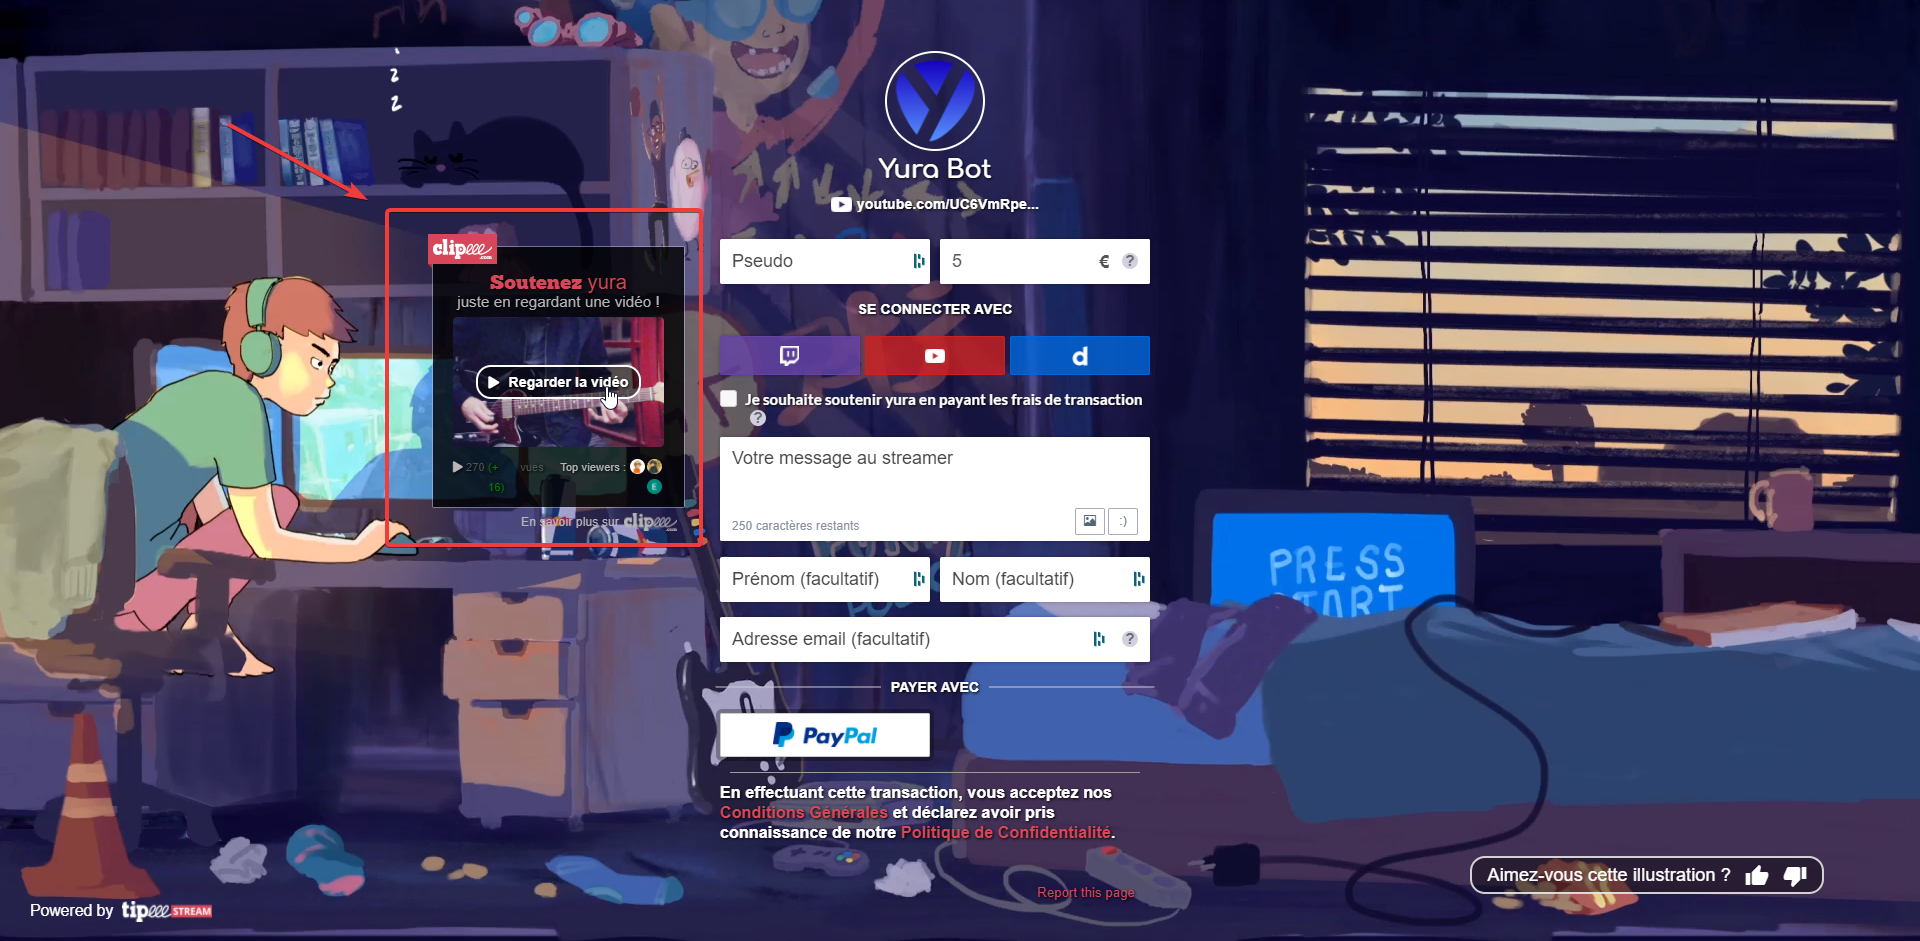 z
z
Yura Bot
youtube.com/UC6VmRpe...
clipeee.com
Soutenez yura
juste en regardant une vidéo !
Regarder la vidéo
270 (+ 16) vues Top viewers :
E
En savoir plus sur clipeee.com
Pseudo
5 € ?
SE CONNECTER AVEC
d
Je souhaite soutenir yura en payant les frais de transaction
?
Votre message au streamer
250 caractères restants
:)
Prénom (facultatif)
Nom (facultatif)
Adresse email (facultatif) ?
PAYER AVEC
PayPal
En effectuant cette transaction, vous acceptez nos
Conditions Générales et déclarez avoir pris
connaissance de notre Politique de Confidentialité.
Report this page
PRESS
START
Aimez-vous cette illustration ?
Powered by tipeee STREAM